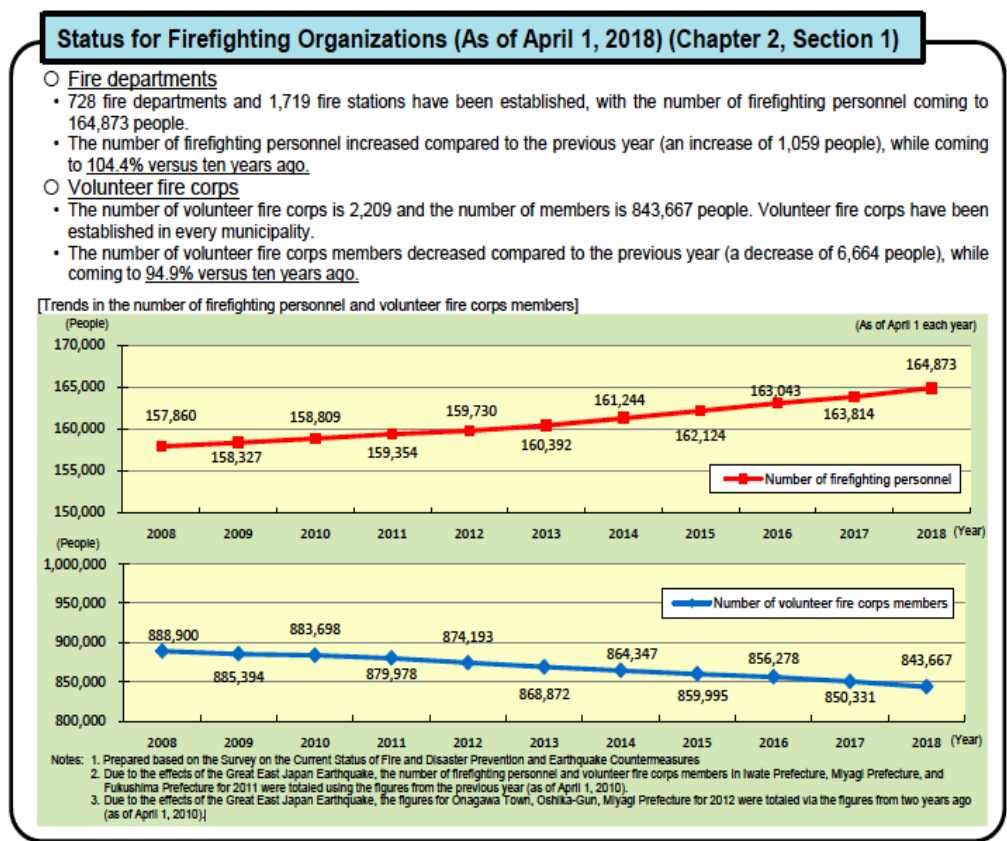 Status for Firefighting Organizations (As of April 1, 2018) (Chapter 2, Section 1)
○ Fire departments
・ 728 fire departments and 1,719 fire stations have been established, with the number of firefighting personnel coming to
164,873 people.
・ The number of firefighting personnel increased compared to the previous year (an increase of 1,059 people), while coming
to 104.4% versus ten years ago.
○ Volunteer fire corps
・ The number of volunteer fire corps is 2,209 and the number of members is 843,667 people. Volunteer fire corps have been
established in every municipality.
・ The number of volunteer fire corps members decreased compared to the previous year (a decrease of 6,664 people), while
coming to 94.9% versus ten years ago.
[Trends in the number of firefighting personnel and volunteer fire corps members]
(People) (As of April 1 each year)
170,000
165,000
160,000
155,000
150,000
157,860
158,327
158,809
159,354
159,730
160,392
161,244
162,124
163,043
163,814
164,873
Number of firefighting personnel
2008 2009 2010 2011 2012 2013 2014 2015 2016 2017 2018 (Year)
(People)
1,000,000
950,000
900,000
850,000
800,000
Number of volunteer fire corps members
888,900
885,394
883,698
879,978
874,193
868,872
864,347
859,995
856,278
850,331
843,667
2008 2009 2010 2011 2012 2013 2014 2015 2016 2017 2018 (Year)
Notes: 1. Prepared based on the Survey on the Current Status of Fire and Disaster Prevention and Earthquake Countermeasures
2. Due to the effects of the Great East Japan Earthquake, the number of firefighting personnel and volunteer fire corps members in Iwate Prefecture, Miyagi Prefecture, and
Fukushima Prefecture for 2011 were totaled using the figures from the previous year (as of April 1, 2010).
3. Due to the effects of the Great East Japan Earthquake, the figures for Onagawa Town, Oshika-Gun, Miyagi Prefecture for 2012 were totaled via the figures from two years ago
(as of April 1, 2010).